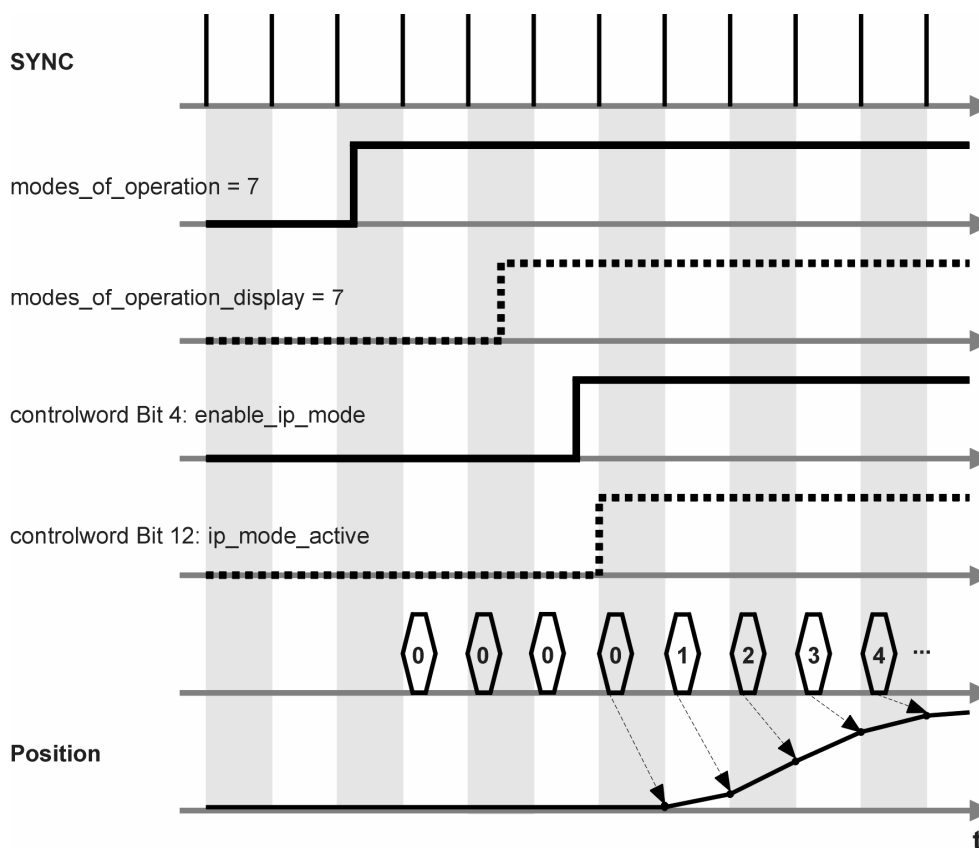 SYNC
modes_of_operation = 7
modes_of_operation_display = 7
controlword Bit 4: enable_ip_mode
controlword Bit 12: ip_mode_active
0 0 0 0 1 2 3 4 ...
Position
t